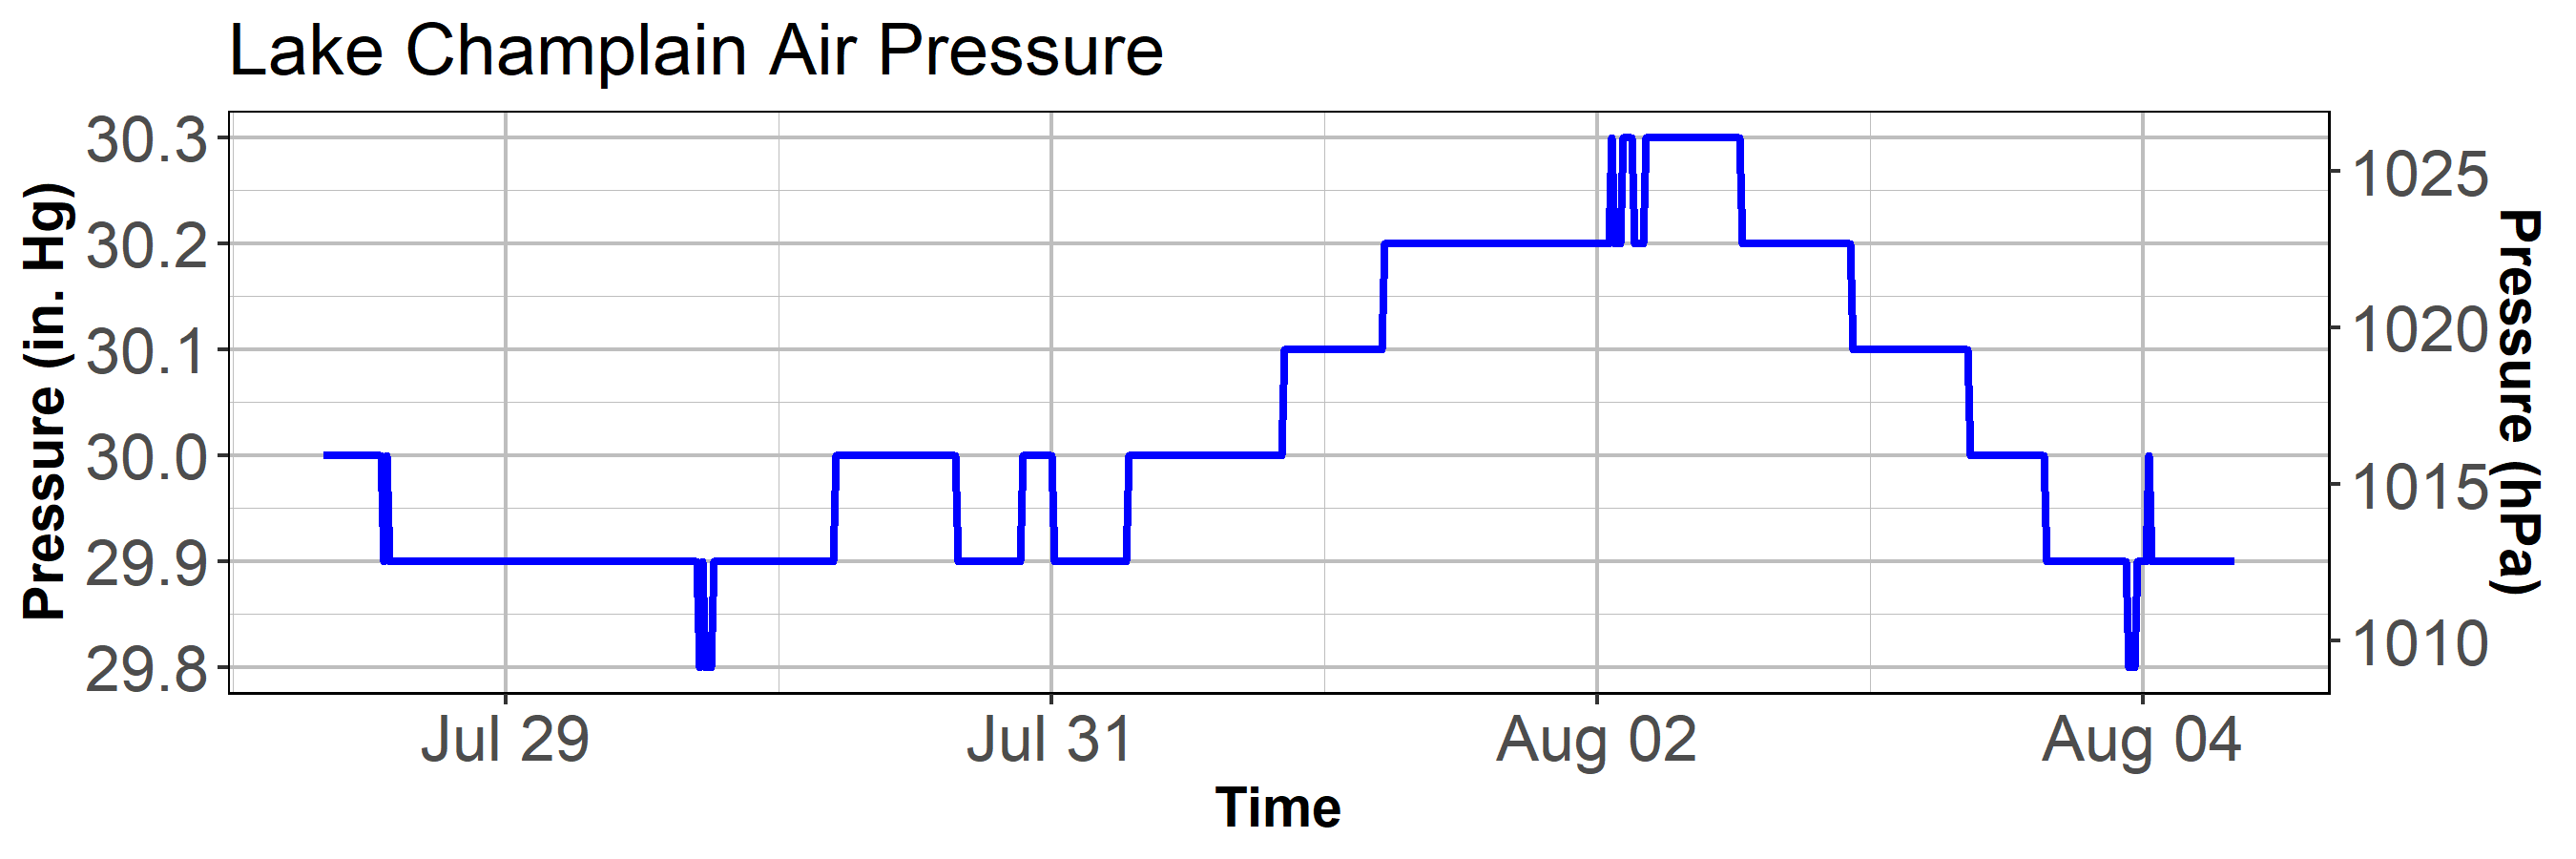 Lake Champlain Air Pressure
Pressure (in. Hg)
30.3
30.2
30.1
30.0
29.9
29.8
1025
1020
1015
1010
Pressure (hPa)
Jul 29 Jul 31 Aug 02 Aug 04
Time